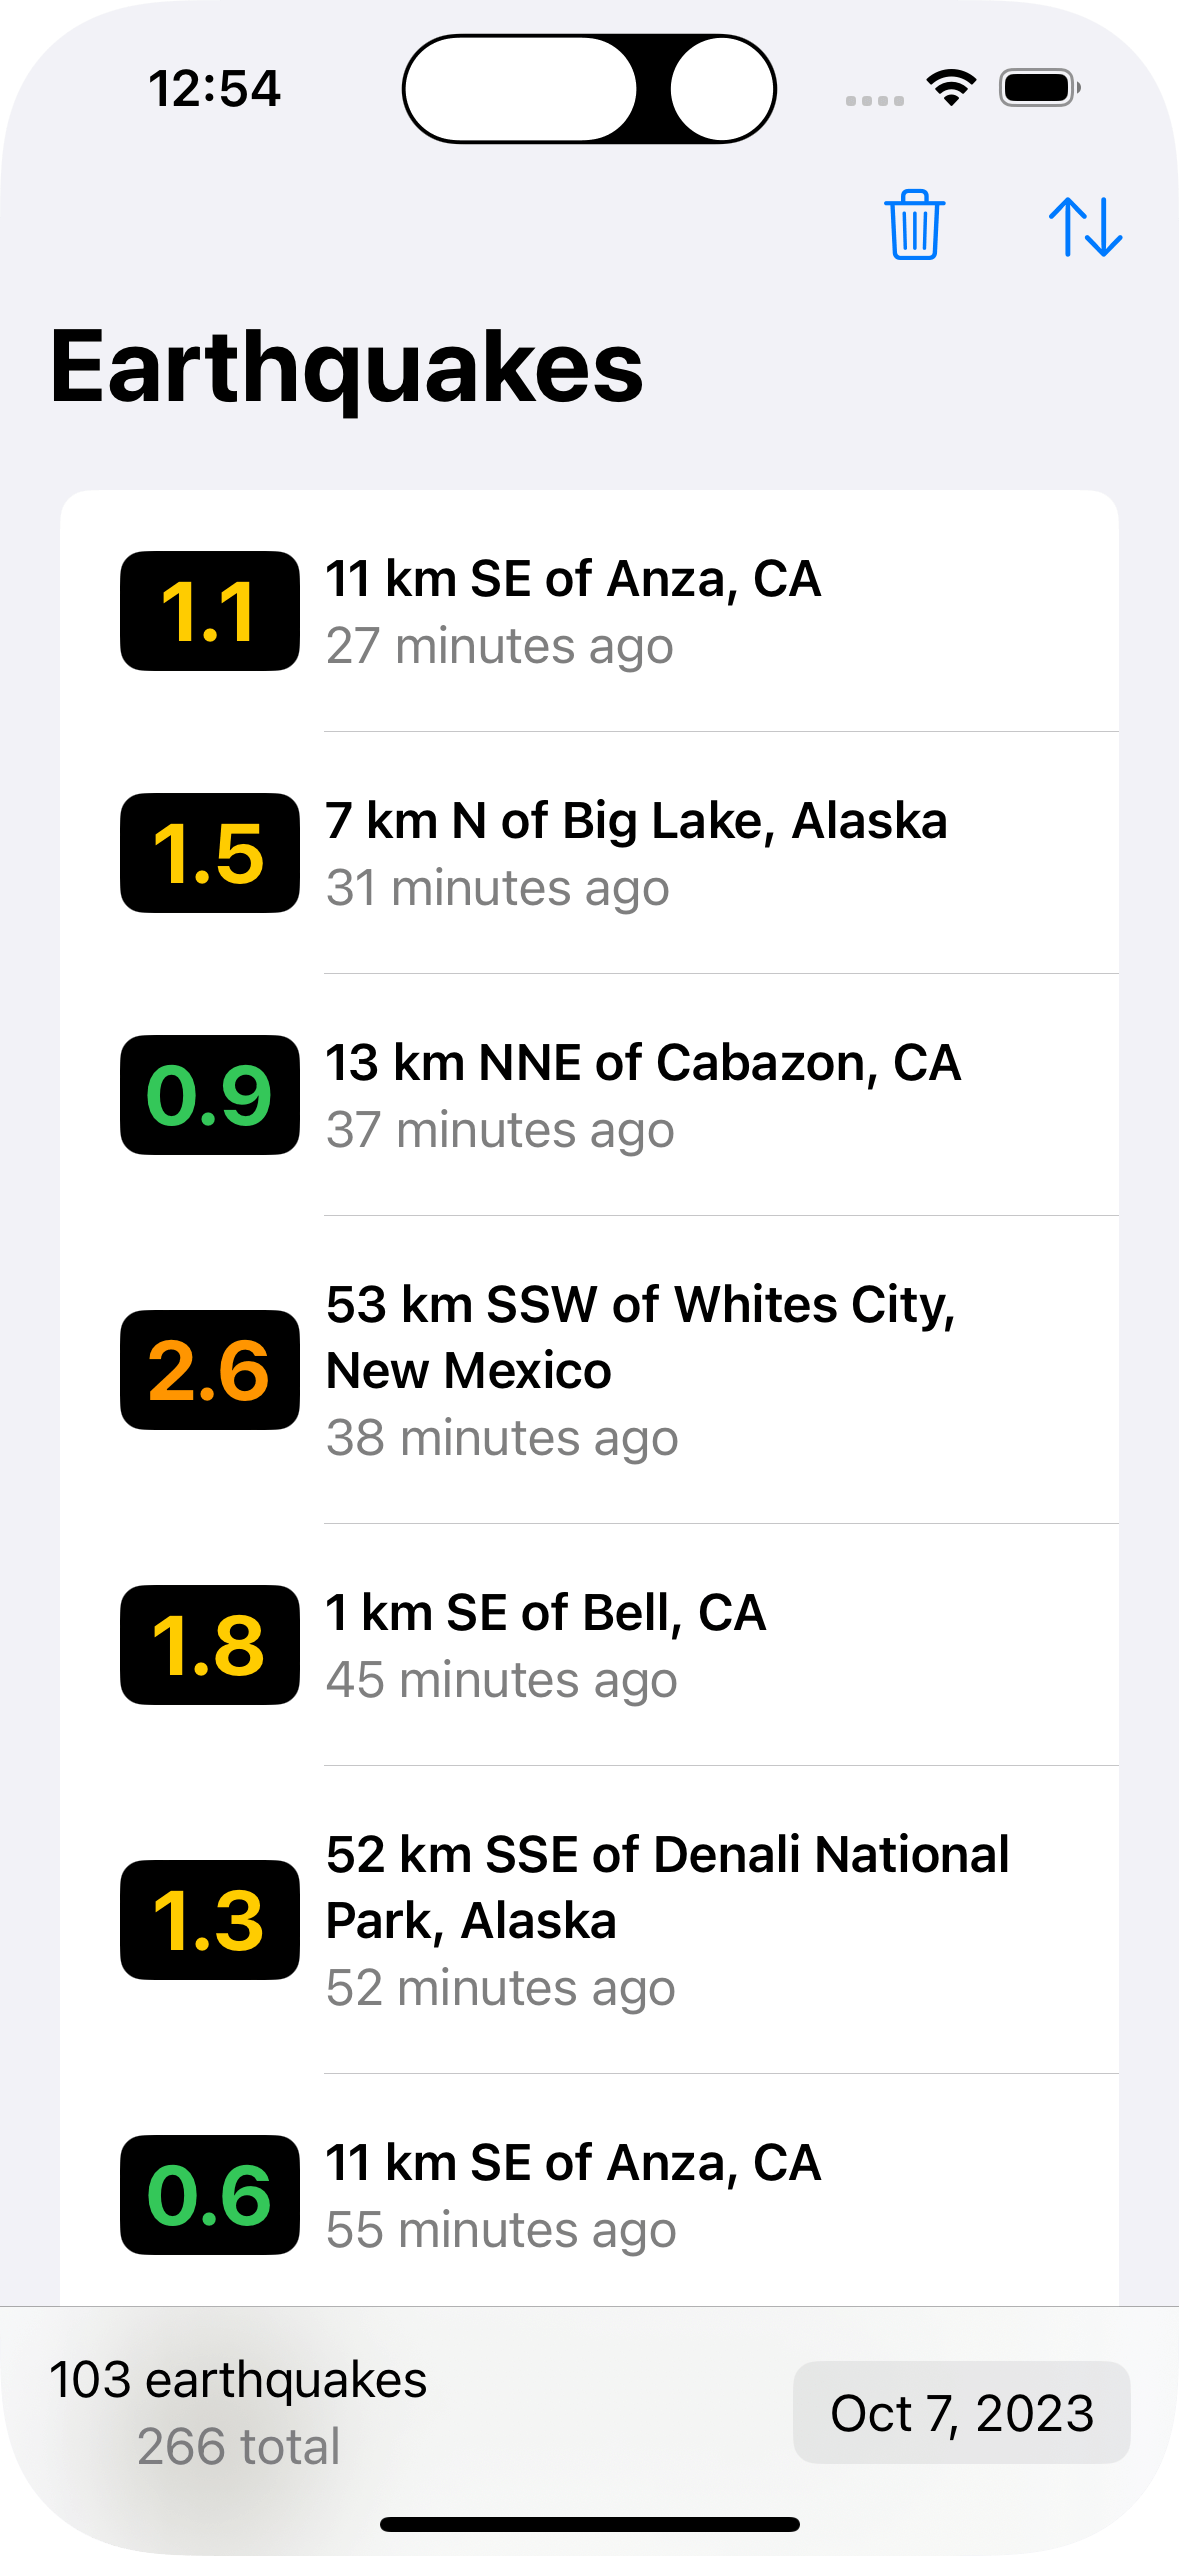 12:54
Earthquakes
1.1
11 km SE of Anza, CA
27 minutes ago
1.5
7 km N of Big Lake, Alaska
31 minutes ago
0.9
13 km NNE of Cabazon, CA
37 minutes ago
2.6
53 km SSW of Whites City,
New Mexico
38 minutes ago
1.8
1 km SE of Bell, CA
45 minutes ago
1.3
52 km SSE of Denali National
Park, Alaska
52 minutes ago
0.6
11 km SE of Anza, CA
55 minutes ago
103 earthquakes
266 total
Oct 7, 2023